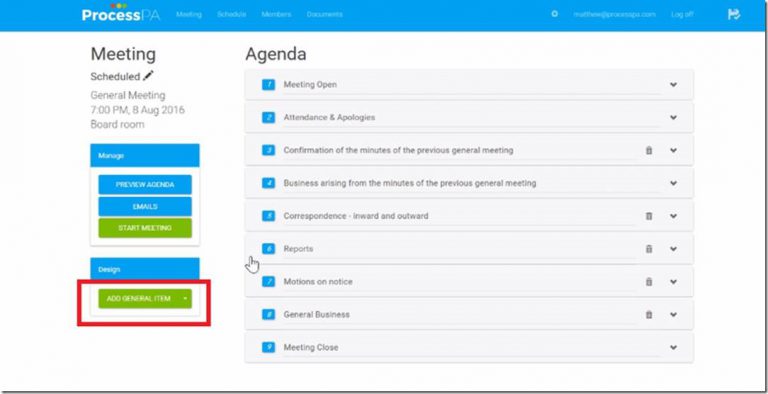 ProcessPA
Meeting Schedule Members Documents matthew@processpa.com Log off
Meeting
Scheduled
General Meeting
7:00 PM, 8 Aug 2016
Board room
Manage
PREVIEW AGENDA
EMAILS
START MEETING
Design
ADD GENERAL ITEM
Agenda
1 Meeting Open
2 Attendance & Apologies
3 Confirmation of the minutes of the previous general meeting
4 Business arising from the minutes of the previous general meeting
5 Correspondence - inward and outward
6 Reports
7 Motions on notice
8 General Business
9 Meeting Close